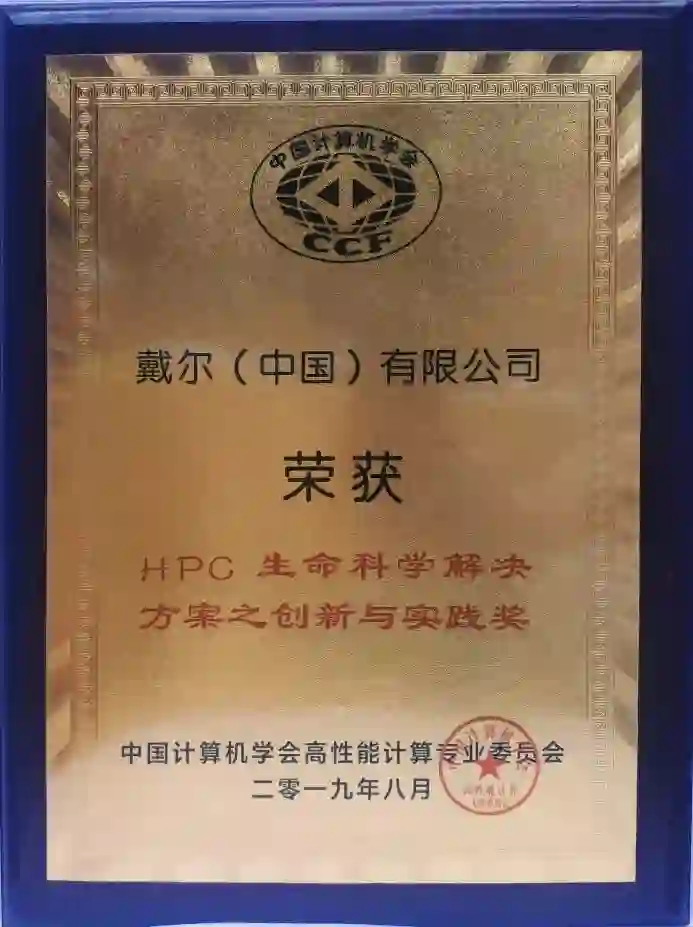 中国计算机学会
CCF
戴尔（中国）有限公司
荣获
HPC 生命科学解决
方案之创新与实践奖
中国计算机学会高性能计算专业委员会
二零一九年八月